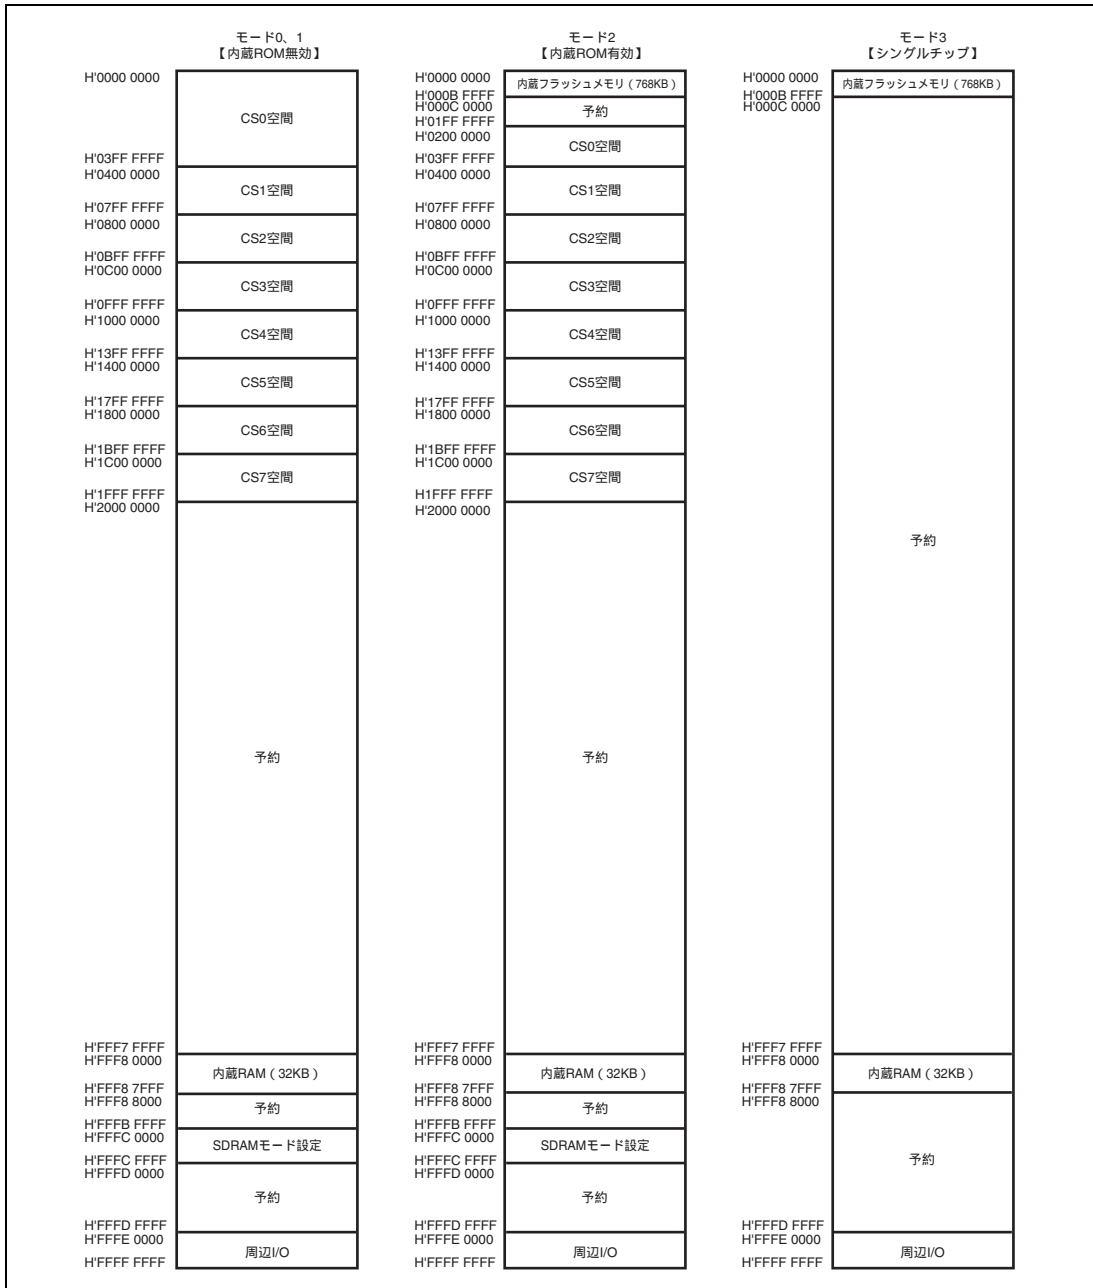 モード0、1
【内蔵ROM無効】
H'0000 0000
CS0空間
H'03FF FFFF
H'0400 0000
CS1空間
H'07FF FFFF
H'0800 0000
CS2空間
H'0BFF FFFF
H'0C00 0000
CS3空間
H'0FFF FFFF
H'1000 0000
CS4空間
H'13FF FFFF
H'1400 0000
CS5空間
H'17FF FFFF
H'1800 0000
CS6空間
H'1BFF FFFF
H'1C00 0000
CS7空間
H'1FFF FFFF
H'2000 0000
予約
H'FFF7 FFFF
H'FFF8 0000
内蔵RAM(32KB)
H'FFF8 7FFF
H'FFF8 8000
予約
H'FFFB FFFF
H'FFFC 0000
SDRAMモード設定
H'FFFC FFFF
H'FFFD 0000
予約
H'FFFD FFFF
H'FFFE 0000
周辺I/O
H'FFFF FFFF
モード2
【内蔵ROM有効】
H'0000 0000
内蔵フラッシュメモリ(768KB)
H'000B FFFF
H'000C 0000
予約
H'01FF FFFF
H'0200 0000
CS0空間
H'03FF FFFF
H'0400 0000
CS1空間
H'07FF FFFF
H'0800 0000
CS2空間
H'0BFF FFFF
H'0C00 0000
CS3空間
H'0FFF FFFF
H'1000 0000
CS4空間
H'13FF FFFF
H'1400 0000
CS5空間
H'17FF FFFF
H'1800 0000
CS6空間
H'1BFF FFFF
H'1C00 0000
CS7空間
H1FFF FFFF
H'2000 0000
予約
H'FFF7 FFFF
H'FFF8 0000
内蔵RAM(32KB)
H'FFF8 7FFF
H'FFF8 8000
予約
H'FFFB FFFF
H'FFFC 0000
SDRAMモード設定
H'FFFC FFFF
H'FFFD 0000
予約
H'FFFD FFFF
H'FFFE 0000
周辺I/O
H'FFFF FFFF
モード3
【シングルチップ】
H'0000 0000
内蔵フラッシュメモリ(768KB)
H'000B FFFF
H'000C 0000
予約
H'FFF7 FFFF
H'FFF8 0000
内蔵RAM(32KB)
H'FFF8 7FFF
H'FFF8 8000
予約
H'FFFD FFFF
H'FFFE 0000
周辺I/O
H'FFFF FFFF